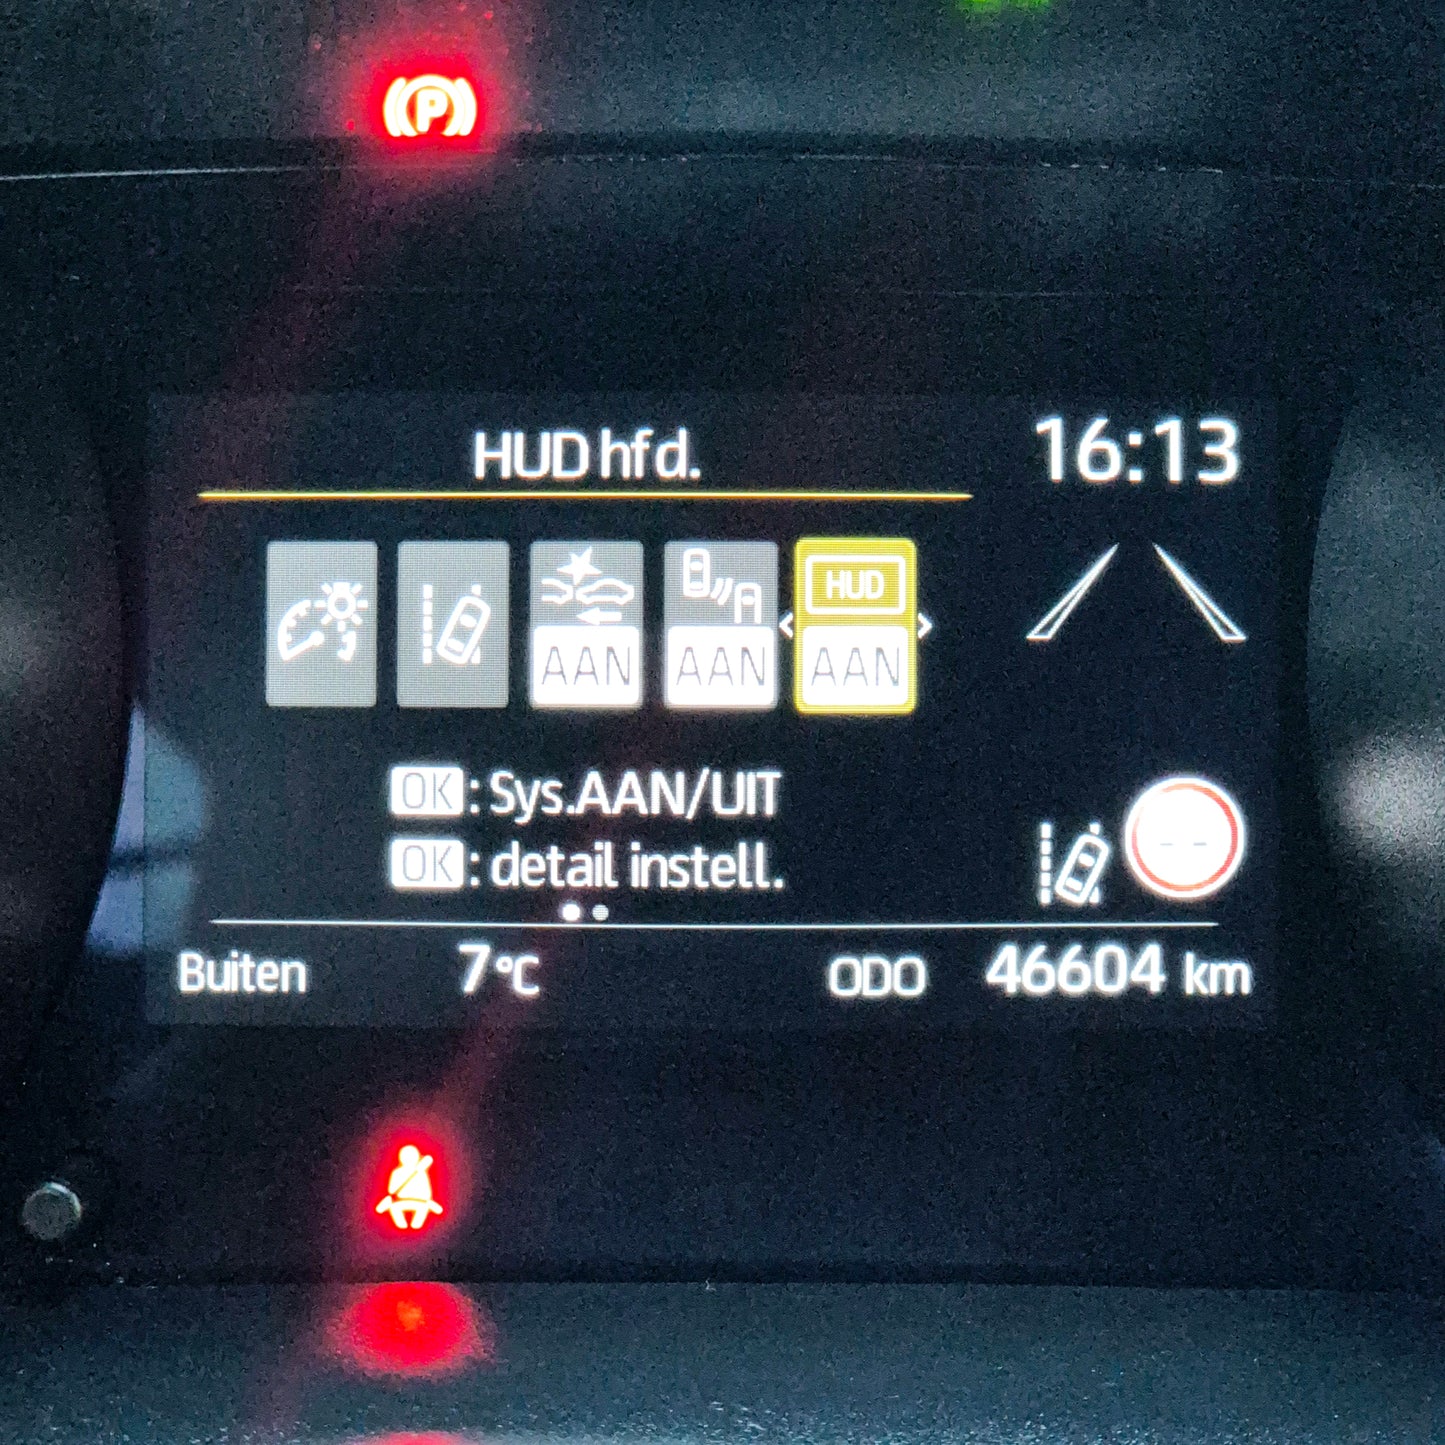 P
HUD hfd.
16:13
HUD
AAN AAN AAN
OK : Sys.AAN/UIT
OK : detail instell.
--
Buiten 7°C ODO 46604 km